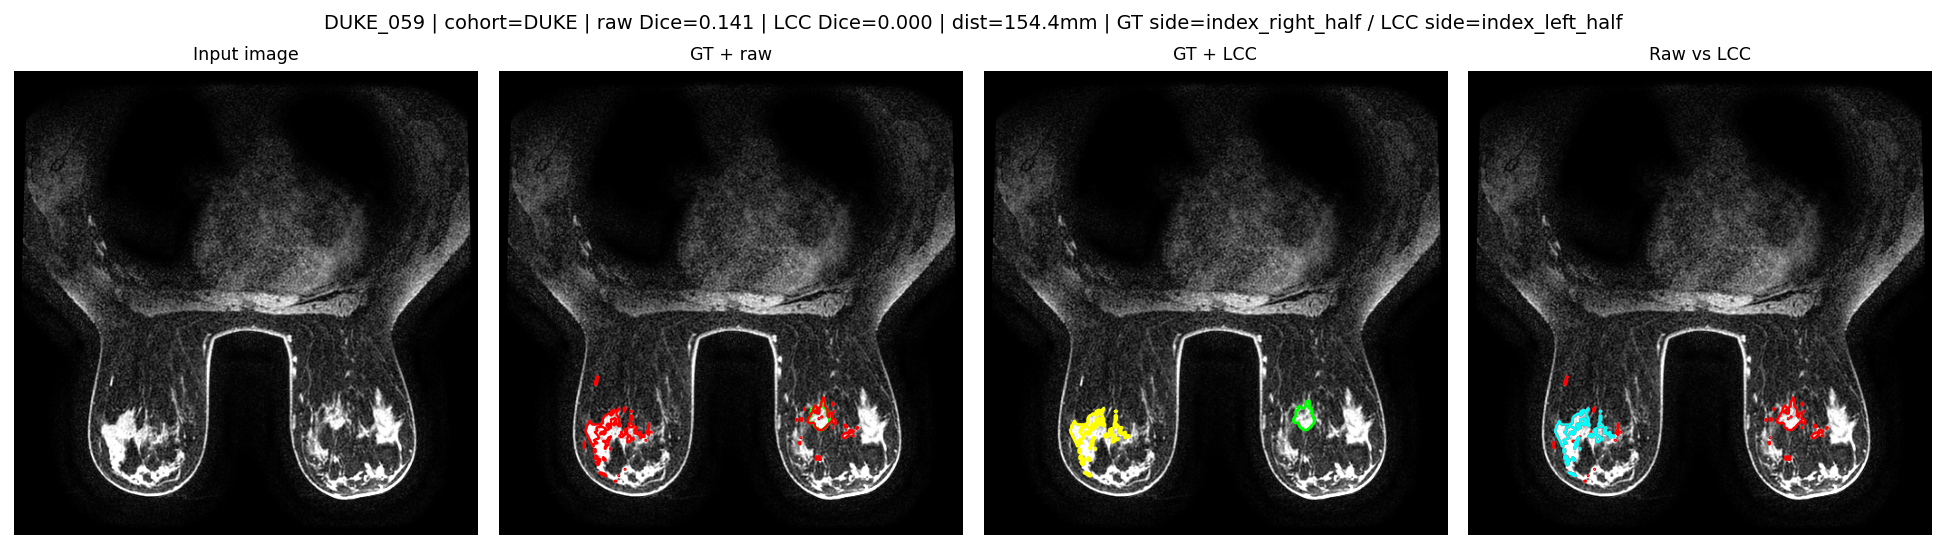 DUKE_059 | cohort=DUKE | raw Dice=0.141 | LCC Dice=0.000 | dist=154.4mm | GT side=index_right_half / LCC side=index_left_half
Input image
GT + raw
GT + LCC
Raw vs LCC